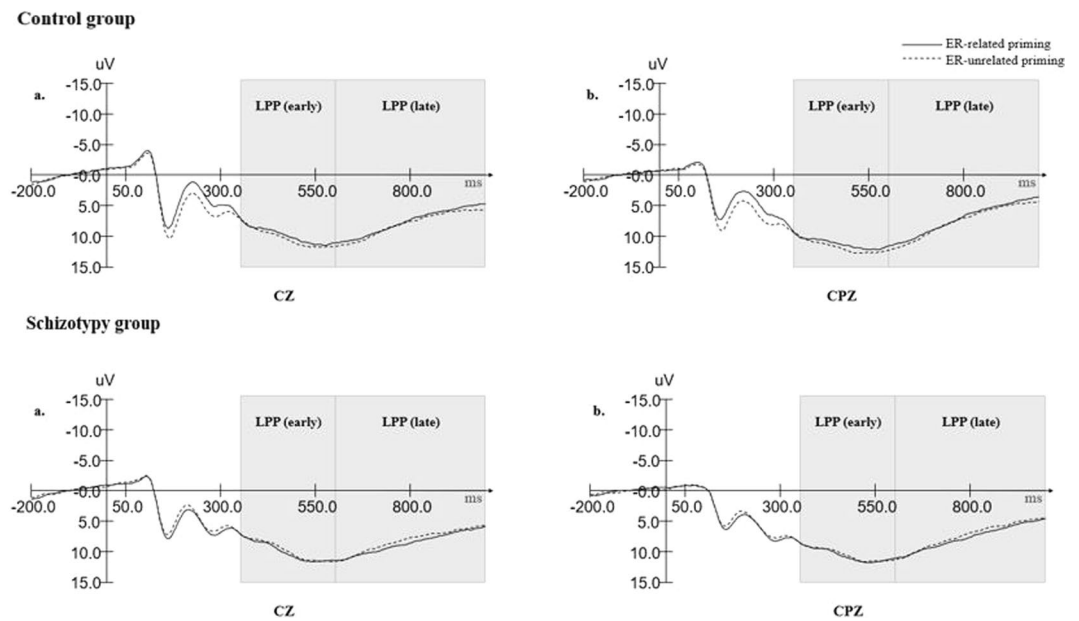 Control group
ER-related priming
ER-unrelated priming
uV
a.
-15.0
-10.0
-5.0
-0.0
5.0
10.0
15.0
-200.0 50.0 300.0 550.0 800.0 ms
LPP (early) LPP (late)
CZ
uV
b.
-15.0
-10.0
-5.0
-0.0
5.0
10.0
15.0
-200.0 50.0 300.0 550.0 800.0 ms
LPP (early) LPP (late)
CPZ
Schizotypy group
uV
a.
-15.0
-10.0
-5.0
-0.0
5.0
10.0
15.0
-200.0 50.0 300.0 550.0 800.0 ms
LPP (early) LPP (late)
CZ
uV
b.
-15.0
-10.0
-5.0
-0.0
5.0
10.0
15.0
-200.0 50.0 300.0 550.0 800.0 ms
LPP (early) LPP (late)
CPZ